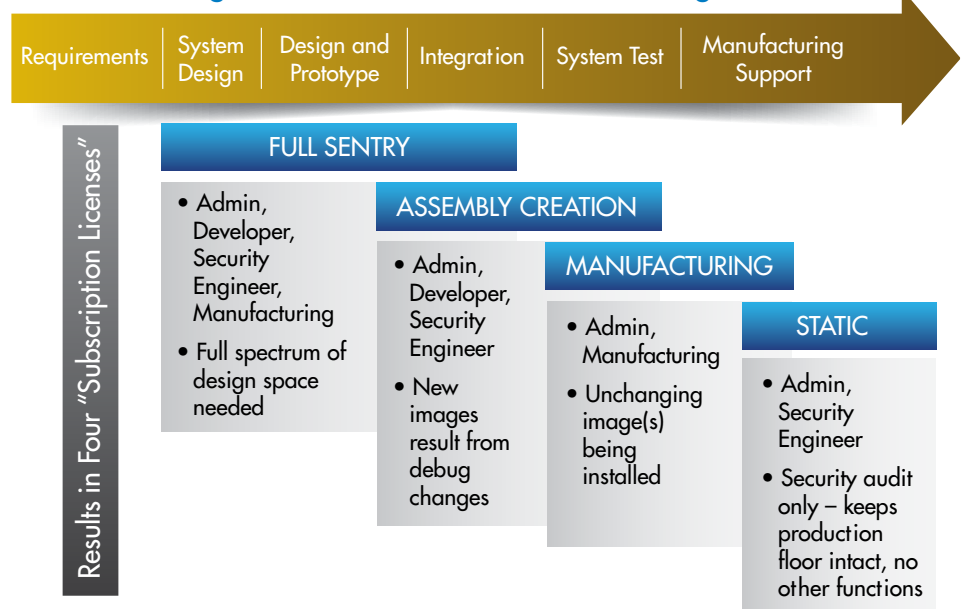 Requirements
System
Design
Design and
Prototype
Integration
System Test
Manufacturing
Support
Results in Four “Subscription Licenses”
FULL SENTRY
• Admin,
Developer,
Security
Engineer,
Manufacturing
• Full spectrum of
design space
needed
ASSEMBLY CREATION
• Admin,
Developer,
Security
Engineer
• New
images
result from
debug
changes
MANUFACTURING
• Admin,
Manufacturing
• Unchanging
image(s)
being
installed
STATIC
• Admin,
Security
Engineer
• Security audit
only – keeps
production
floor intact, no
other functions